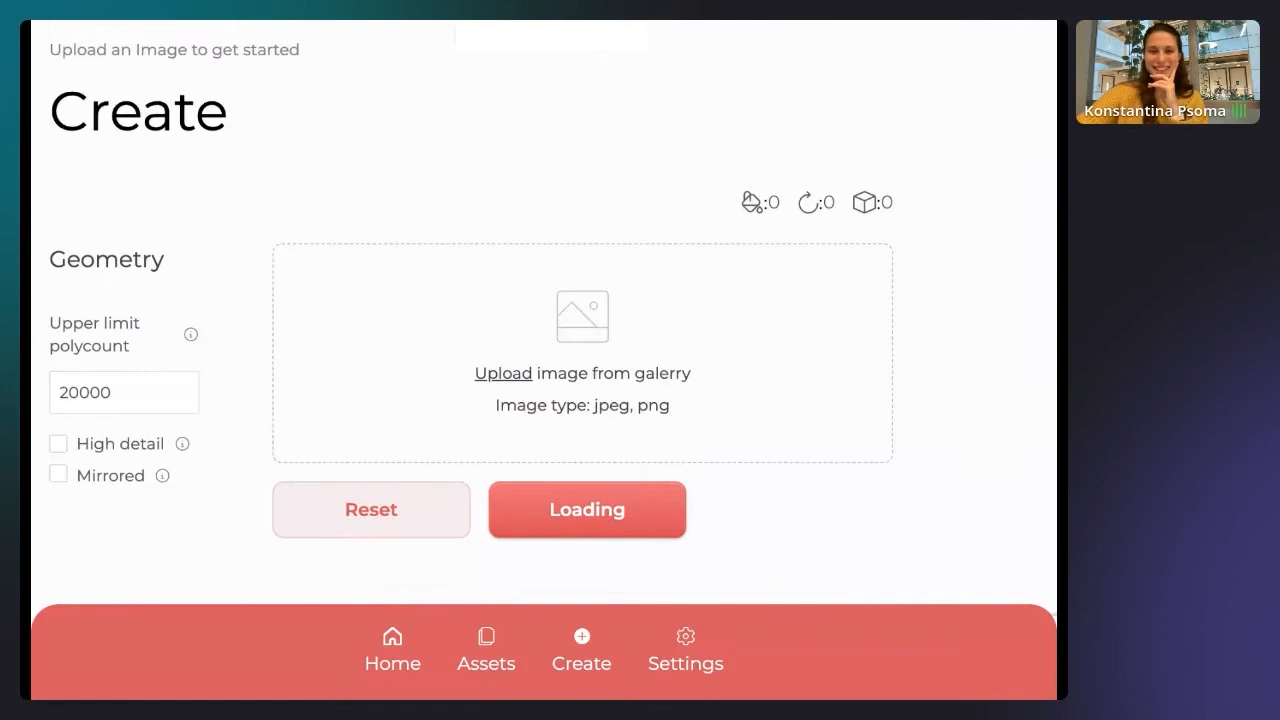 Upload an Image to get started
Create
:0 :0 :0
Geometry
Upper limit
polycount
20000
High detail
Mirrored
Upload image from galerry
Image type: jpeg, png
Reset
Loading
Home
Assets
Create
Settings
Konstantina Psoma